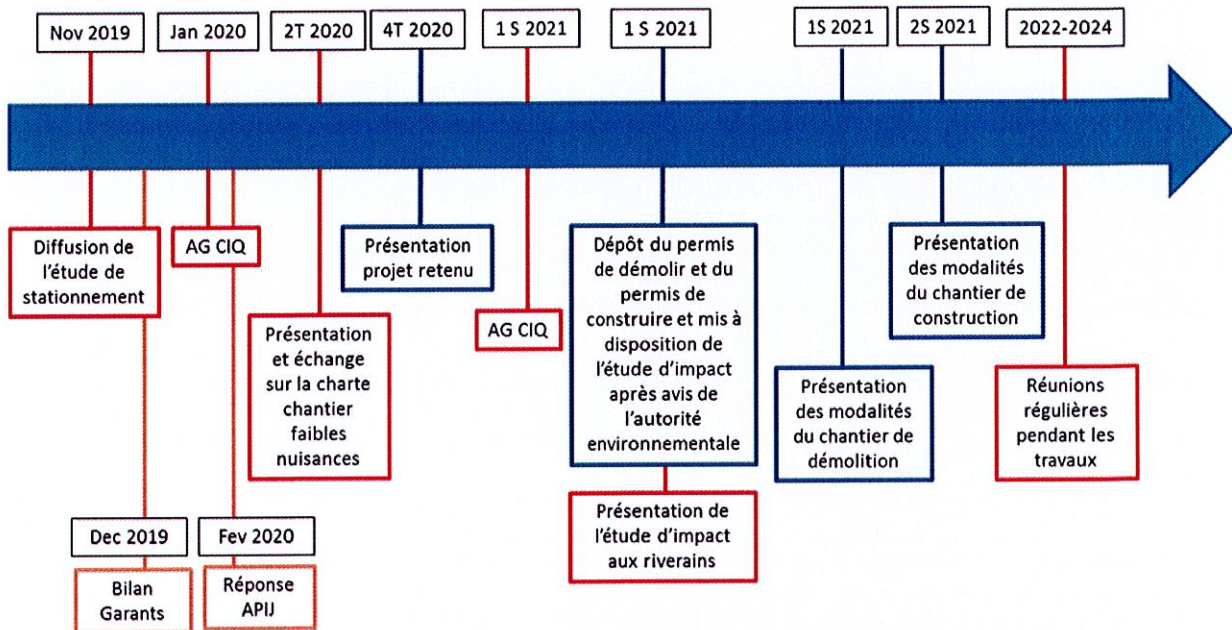 Nov 2019
Jan 2020
2T 2020
4T 2020
1 S 2021
1 S 2021
1S 2021
2S 2021
2022-2024
Diffusion de
l'étude de
stationnement
AG CIQ
Présentation
et échange
sur la charte
chantier
faibles
nuisances
Présentation
projet retenu
AG CIQ
Dépôt du permis
de démolir et du
permis de
construire et mis à
disposition de
l'étude d'impact
après avis de
l'autorité
environnementale
Présentation de
l'étude d'impact
aux riverains
Présentation
des modalités
du chantier de
démolition
Présentation
des modalités
du chantier de
construction
Réunions
régulières
pendant les
travaux
Dec 2019
Bilan
Garants
Fev 2020
Réponse
APIJ